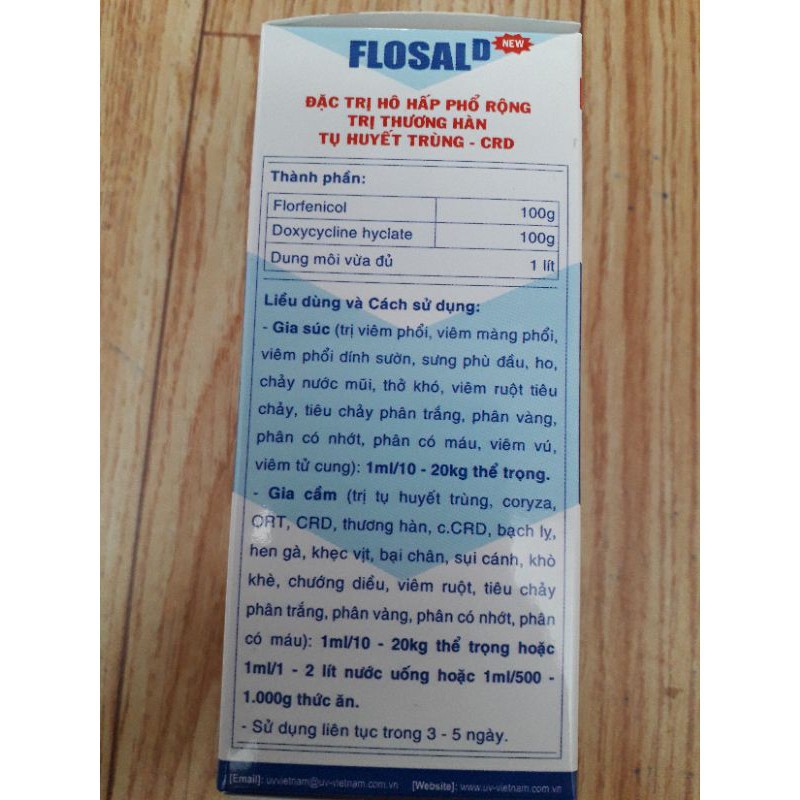 FLOSAL D NEW
ĐẶC TRỊ HÔ HẤP PHỔ RỘNG
TRỊ THƯƠNG HÀN
TỤ HUYẾT TRÙNG - CRD
Thành phần:
Florfenicol 100g
Doxycycline hyclate 100g
Dung môi vừa đủ 1 lít
Liều dùng và Cách sử dụng:
- Gia súc (trị viêm phổi, viêm màng phổi,
viêm phổi dính sườn, sưng phù đầu, ho,
chảy nước mũi, thở khó, viêm ruột tiêu
chảy, tiêu chảy phân trắng, phân vàng,
phân có nhớt, phân có máu, viêm vú,
viêm tử cung): 1ml/10 - 20kg thể trọng.
- Gia cầm (trị tụ huyết trùng, coryza,
ORT, CRD, thương hàn, c.CRD, bạch lỵ,
hen gà, khẹc vịt, bại chân, sụi cánh, khò
khè, chướng diều, viêm ruột, tiêu chảy
phân trắng, phân vàng, phân có nhớt, phân
có máu): 1ml/10 - 20kg thể trọng hoặc
1ml/1 - 2 lít nước uống hoặc 1ml/500 -
1.000g thức ăn.
- Sử dụng liên tục trong 3 - 5 ngày.
[Email]: uvvietnam@uv-vietnam.com.vn [Website]: www.uv-vietnam.com.vn